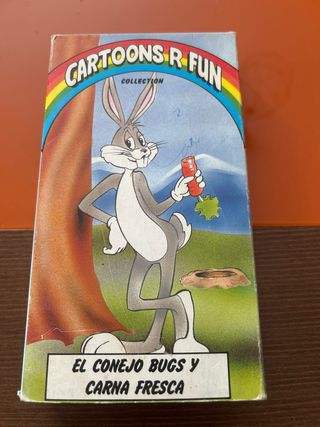 CARTOONS R FUN
COLLECTION
EL CONEJO BUGS Y
CARNA FRESCA